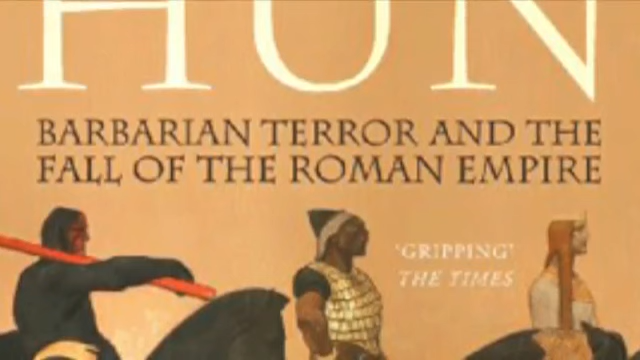 HUN
BARBARIAN TERROR AND THE
FALL OF THE ROMAN EMPIRE
'GRIPPING'
THE TIMES